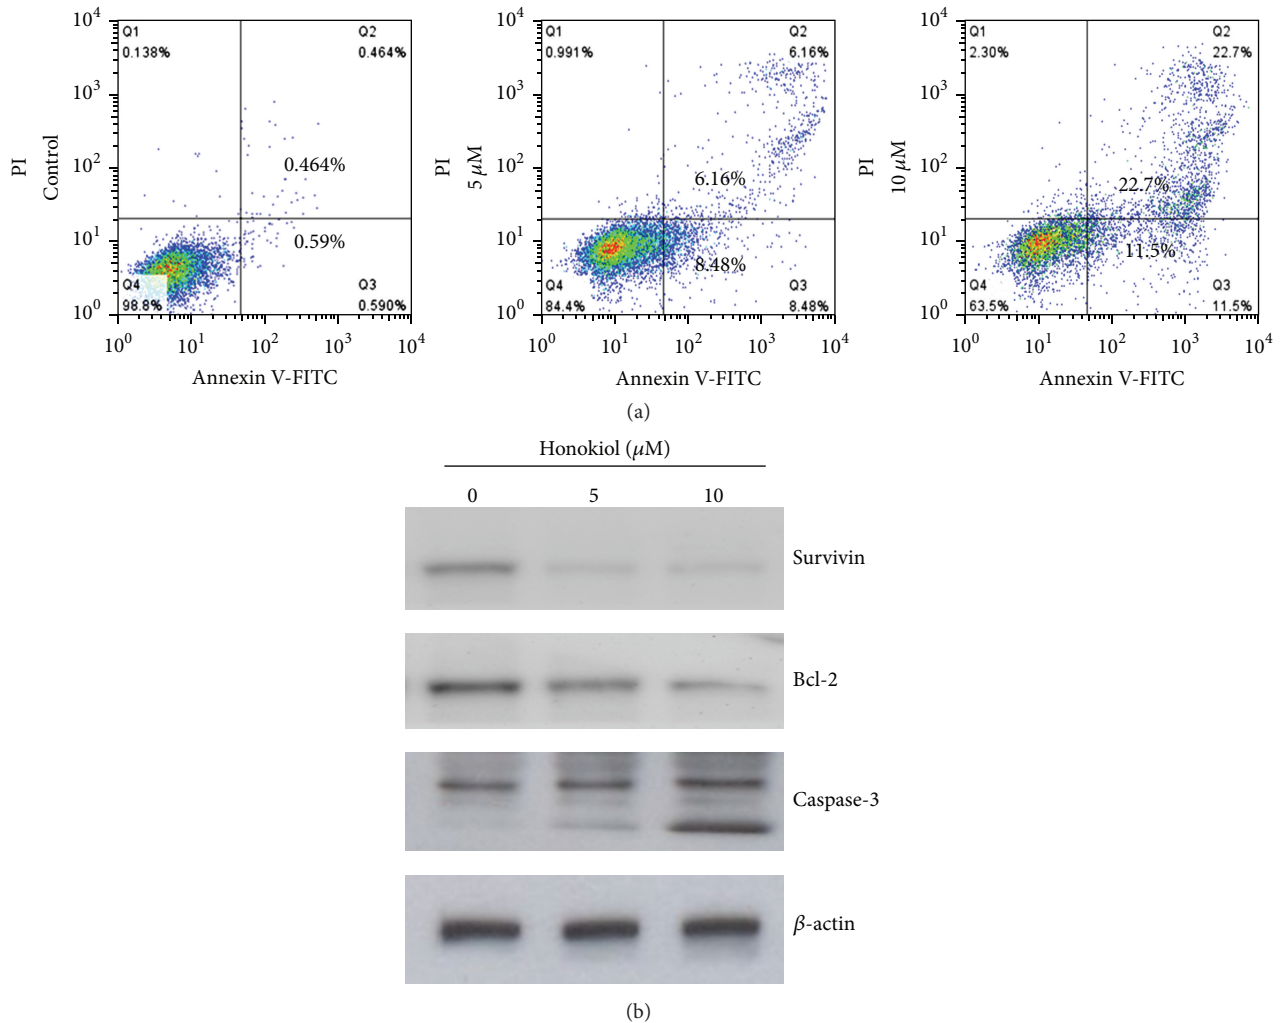 PI
Control
10⁴
10³
10²
10¹
10⁰
Q1
0.138%
Q2
0.464%
0.464%
0.59%
Q4
98.8%
Q3
0.590%
10⁰ 10¹ 10² 10³ 10⁴
Annexin V-FITC
PI
5 μM
10⁴
10³
10²
10¹
10⁰
Q1
0.991%
Q2
6.16%
6.16%
8.48%
Q4
84.4%
Q3
8.48%
10⁰ 10¹ 10² 10³ 10⁴
Annexin V-FITC
PI
10 μM
10⁴
10³
10²
10¹
10⁰
Q1
2.30%
Q2
22.7%
22.7%
11.5%
Q4
63.5%
Q3
11.5%
10⁰ 10¹ 10² 10³ 10⁴
Annexin V-FITC
(a)
Honokiol (μM)
0 5 10
Survivin
Bcl-2
Caspase-3
β-actin
(b)